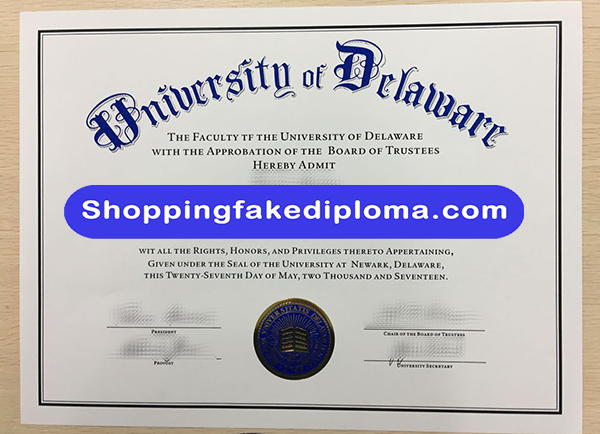 University of Delaware
THE FACULTY TF THE UNIVERSITY OF DELAWARE
WITH THE APPROBATION OF THE BOARD OF TRUSTEES
HEREBY ADMIT
Shoppingfakediploma.com
WIT ALL THE RIGHTS, HONORS, AND PRIVILEGES THERETO APPERTAINING,
GIVEN UNDER THE SEAL OF THE UNIVERSITY AT NEWARK, DELAWARE,
THIS TWENTY-SEVENTH DAY OF MAY, TWO THOUSAND AND SEVENTEEN.
PRESIDENT
CHAIR OF THE BOARD OF TRUSTEES
PROVOST
UNIVERSITY SECRETARY